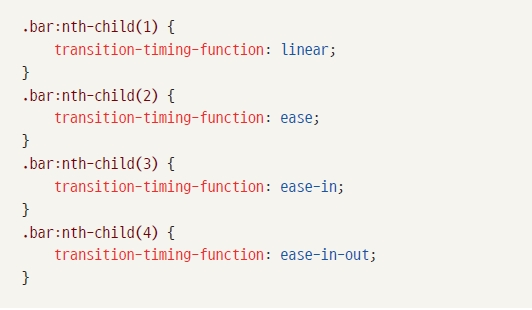 .bar:nth-child(1) {
    transition-timing-function: linear;
}
.bar:nth-child(2) {
    transition-timing-function: ease;
}
.bar:nth-child(3) {
    transition-timing-function: ease-in;
}
.bar:nth-child(4) {
    transition-timing-function: ease-in-out;
}